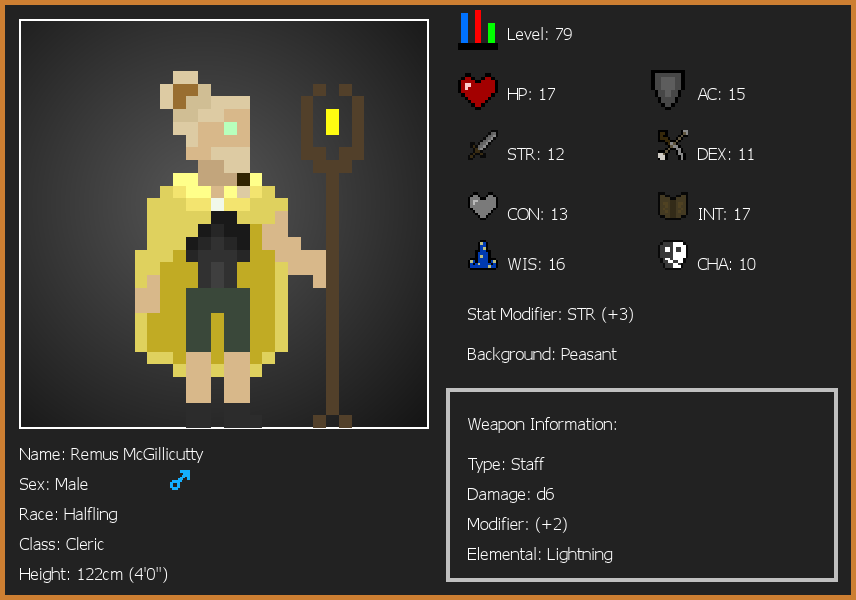 Level: 79
HP: 17
AC: 15
STR: 12
DEX: 11
CON: 13
INT: 17
WIS: 16
CHA: 10
Stat Modifier: STR (+3)
Background: Peasant
Weapon Information:
Type: Staff
Damage: d6
Modifier: (+2)
Elemental: Lightning
Name: Remus McGillicutty
Sex: Male
Race: Halfling
Class: Cleric
Height: 122cm (4'0")